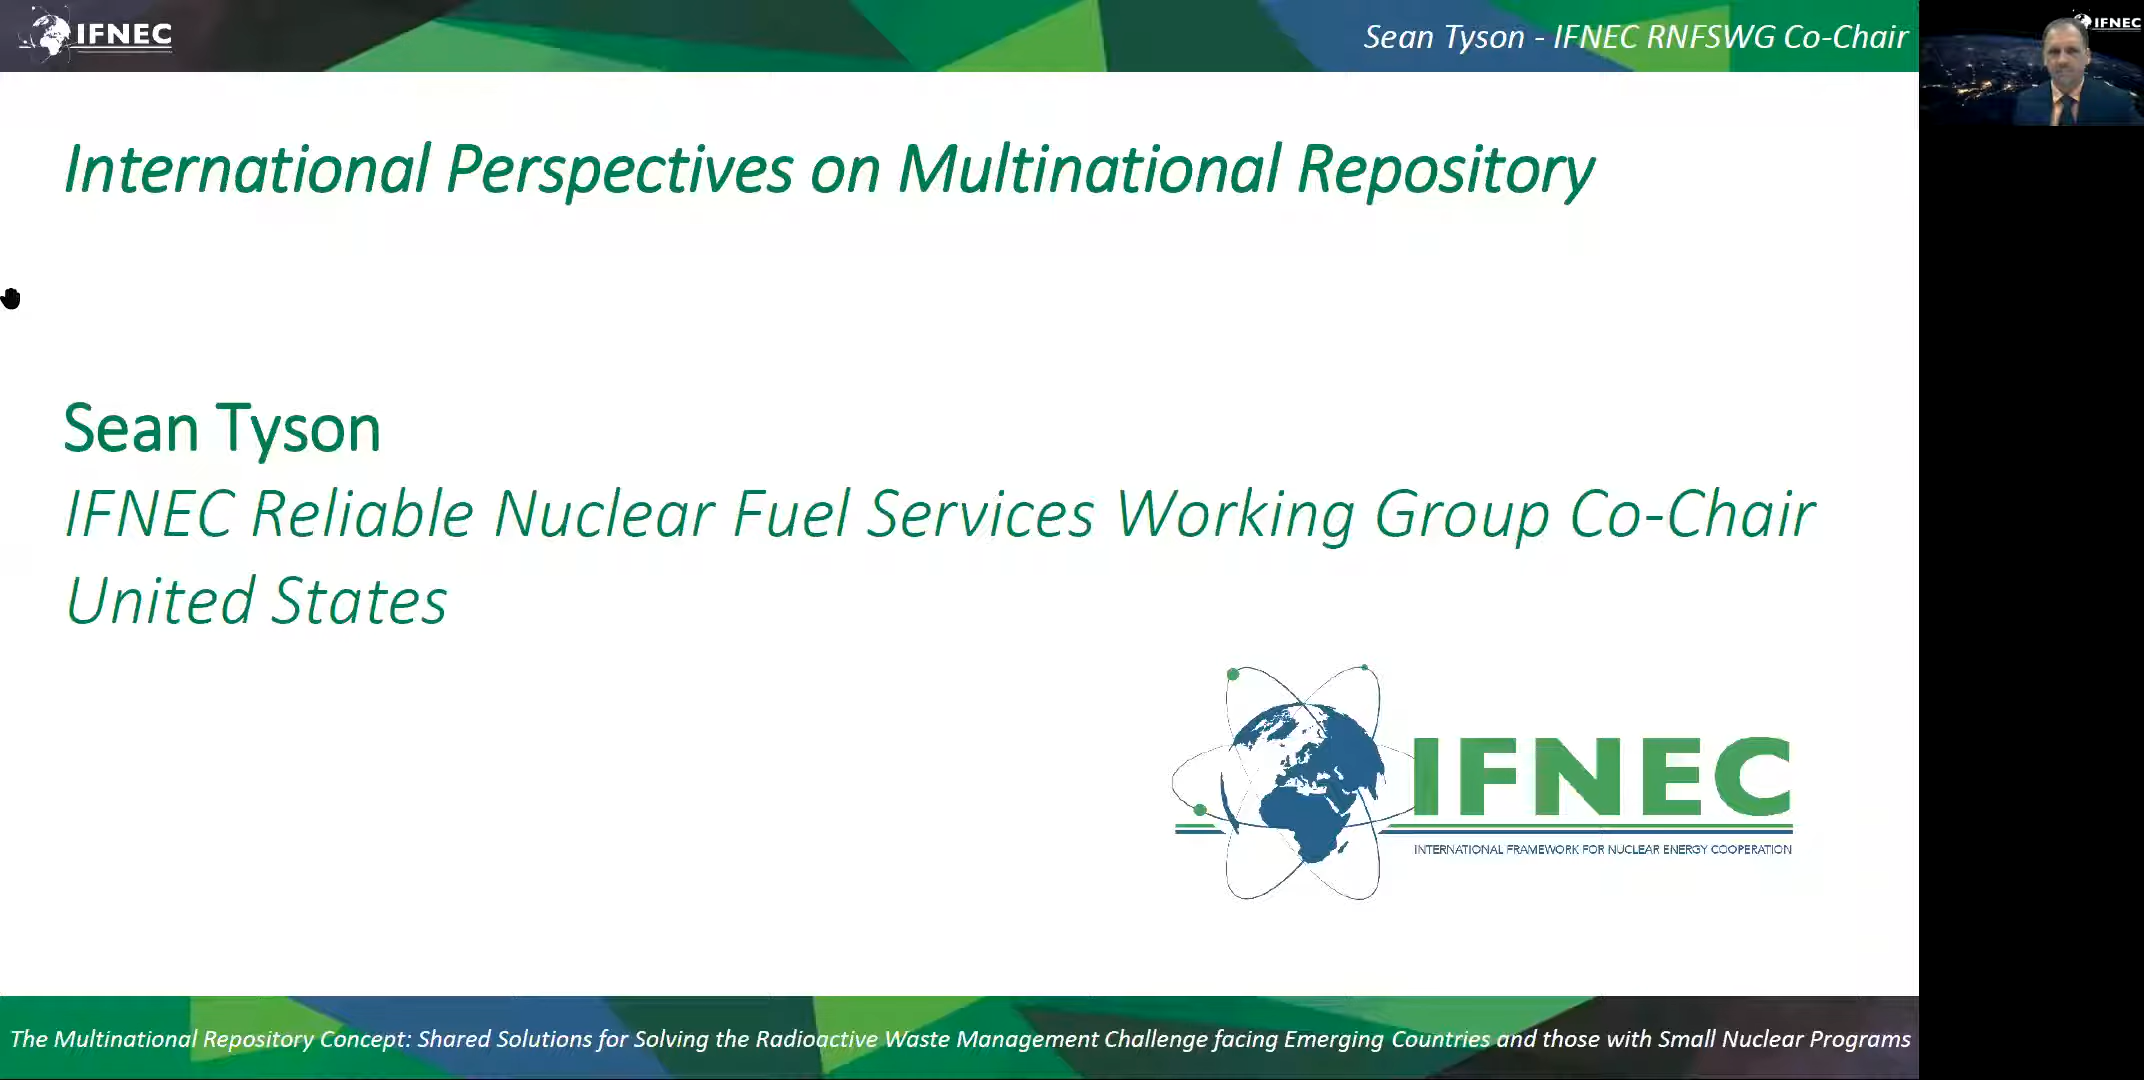 IFNEC
Sean Tyson - IFNEC RNFSWG Co-Chair
IFNEC
International Perspectives on Multinational Repository
Sean Tyson
IFNEC Reliable Nuclear Fuel Services Working Group Co-Chair
United States
IFNEC
INTERNATIONAL FRAMEWORK FOR NUCLEAR ENERGY COOPERATION
The Multinational Repository Concept: Shared Solutions for Solving the Radioactive Waste Management Challenge facing Emerging Countries and those with Small Nuclear Programs